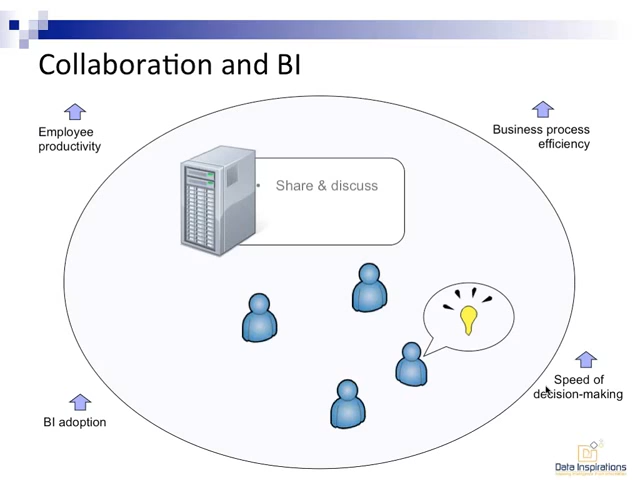 Collaboration and BI
Employee
productivity
Business process
efficiency
• Share & discuss
Speed of
decision-making
BI adoption
Data Inspirations